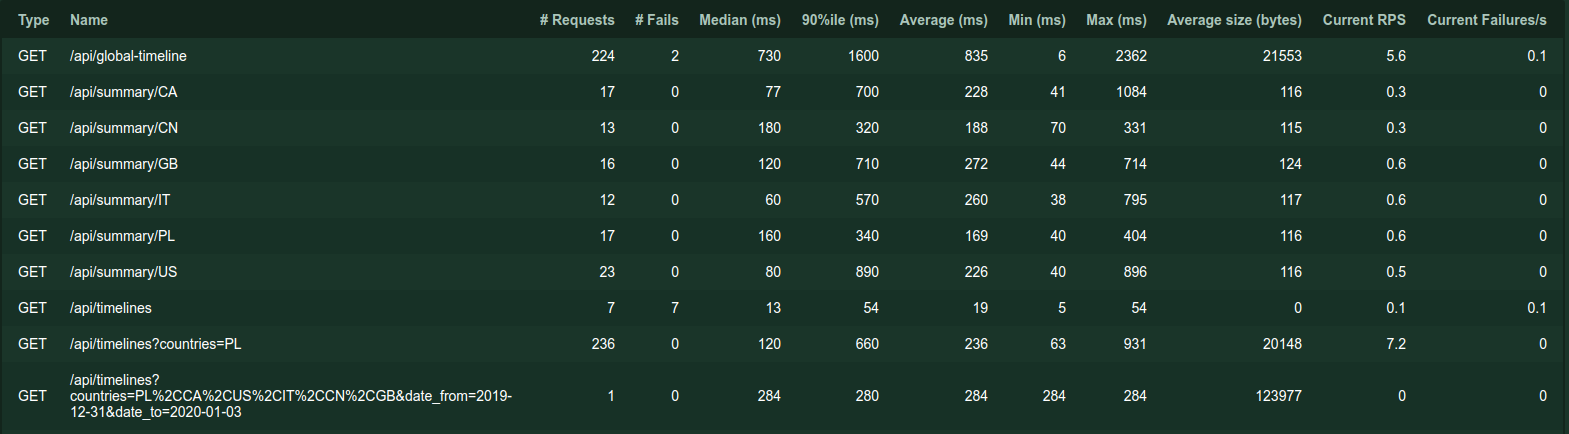 Type Name # Requests # Fails Median (ms) 90%ile (ms) Average (ms) Min (ms) Max (ms) Average size (bytes) Current RPS Current Failures/s
GET /api/global-timeline 224 2 730 1600 835 6 2362 21553 5.6 0.1
GET /api/summary/CA 17 0 77 700 228 41 1084 116 0.3 0
GET /api/summary/CN 13 0 180 320 188 70 331 115 0.3 0
GET /api/summary/GB 16 0 120 710 272 44 714 124 0.6 0
GET /api/summary/IT 12 0 60 570 260 38 795 117 0.6 0
GET /api/summary/PL 17 0 160 340 169 40 404 116 0.6 0
GET /api/summary/US 23 0 80 890 226 40 896 116 0.5 0
GET /api/timelines 7 7 13 54 19 5 54 0 0.1 0.1
GET /api/timelines?countries=PL 236 0 120 660 236 63 931 20148 7.2 0
/api/timelines?
GET countries=PL%2CCA%2CUS%2CIT%2CCN%2CGB&date_from=2019- 1 0 284 280 284 284 284 123977 0 0
12-31&date_to=2020-01-03